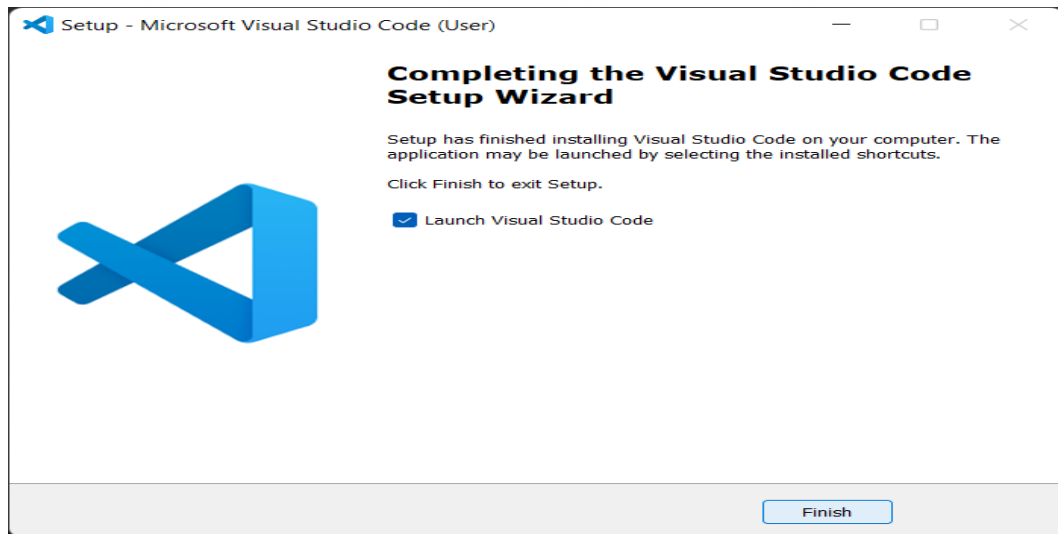 Setup - Microsoft Visual Studio Code (User)
Completing the Visual Studio Code
Setup Wizard
Setup has finished installing Visual Studio Code on your computer. The
application may be launched by selecting the installed shortcuts.
Click Finish to exit Setup.
Launch Visual Studio Code
Finish